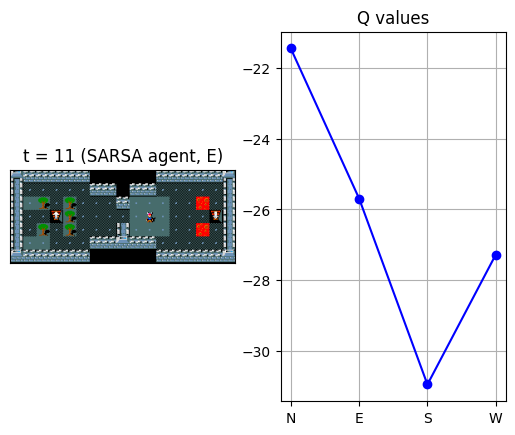 Q values
t = 11 (SARSA agent, E)
−22
−24
−26
−28
−30
N E S W